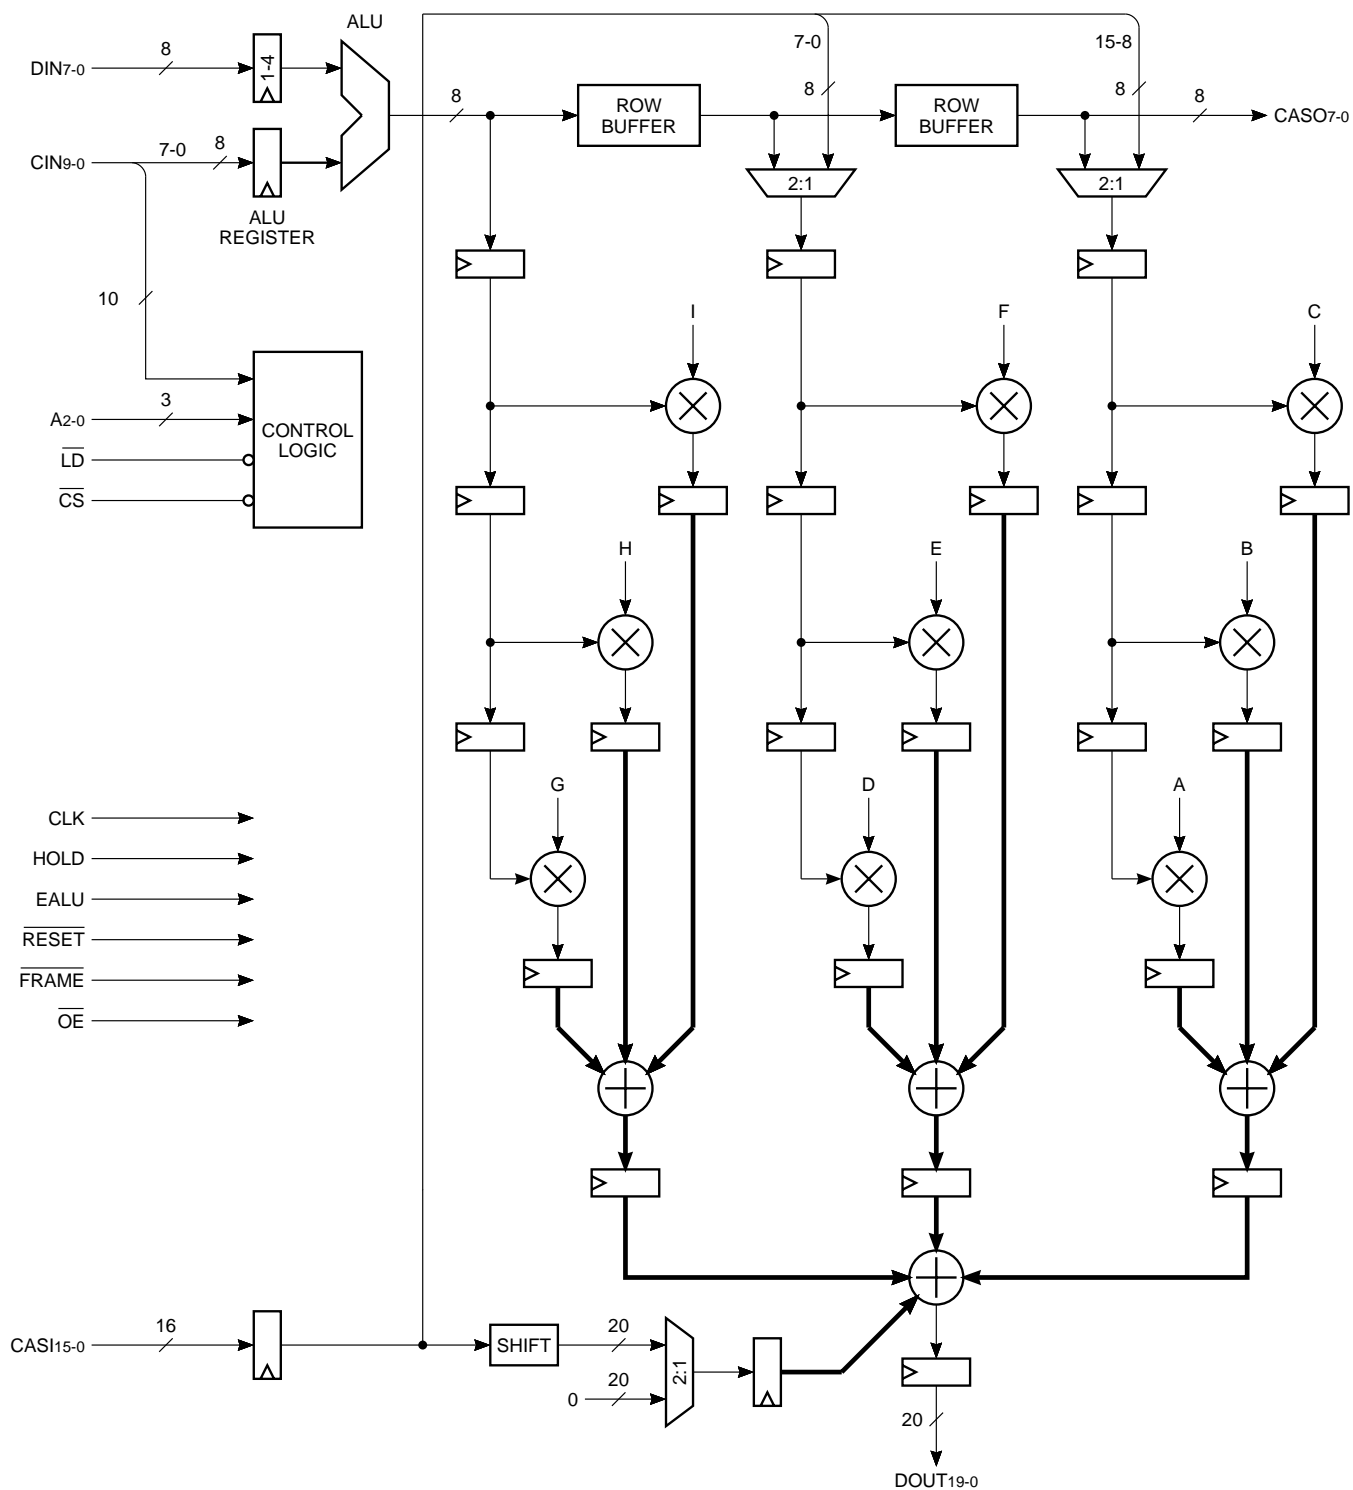 ALU
DIN7-0
8
1-4
8
ROW
BUFFER
7-0
8
ROW
BUFFER
15-8
8
8
CASO7-0
CIN9-0
7-0
8
2:1
2:1
ALU
REGISTER
10
I
F
C
A2-0
3
CONTROL
LOGIC
LD
CS
H
E
B
G
D
A
CLK
HOLD
EALU
RESET
FRAME
OE
CASI15-0
16
SHIFT
20
2:1
0
20
20
DOUT19-0